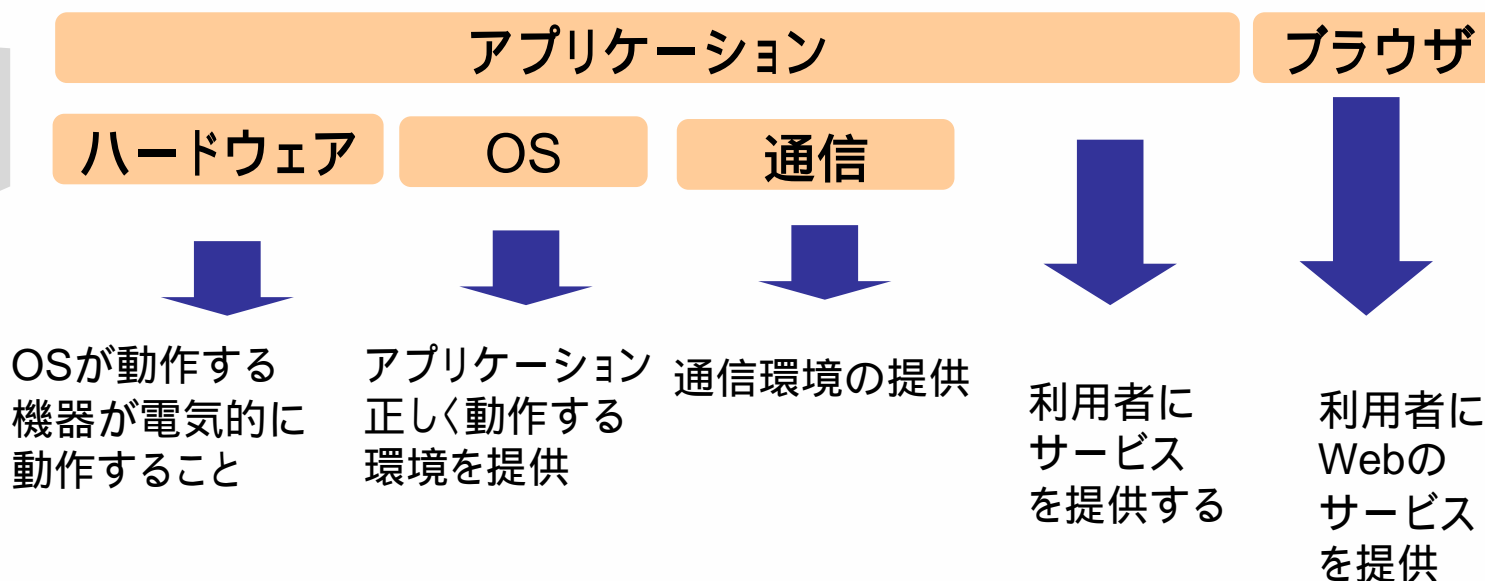 アプリケーション
ブラウザ
ハードウェア
OS
通信
OSが動作する
機器が電気的に
動作すること
アプリケーション
正しく動作する
環境を提供
通信環境の提供
利用者に
サービス
を提供する
利用者に
Webの
サービス
を提供